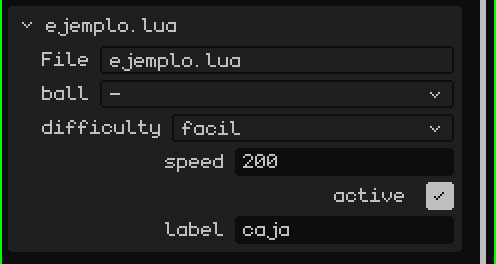 ejemplo.lua
File ejemplo.lua
ball -
difficulty facil
speed 200
active
label caja